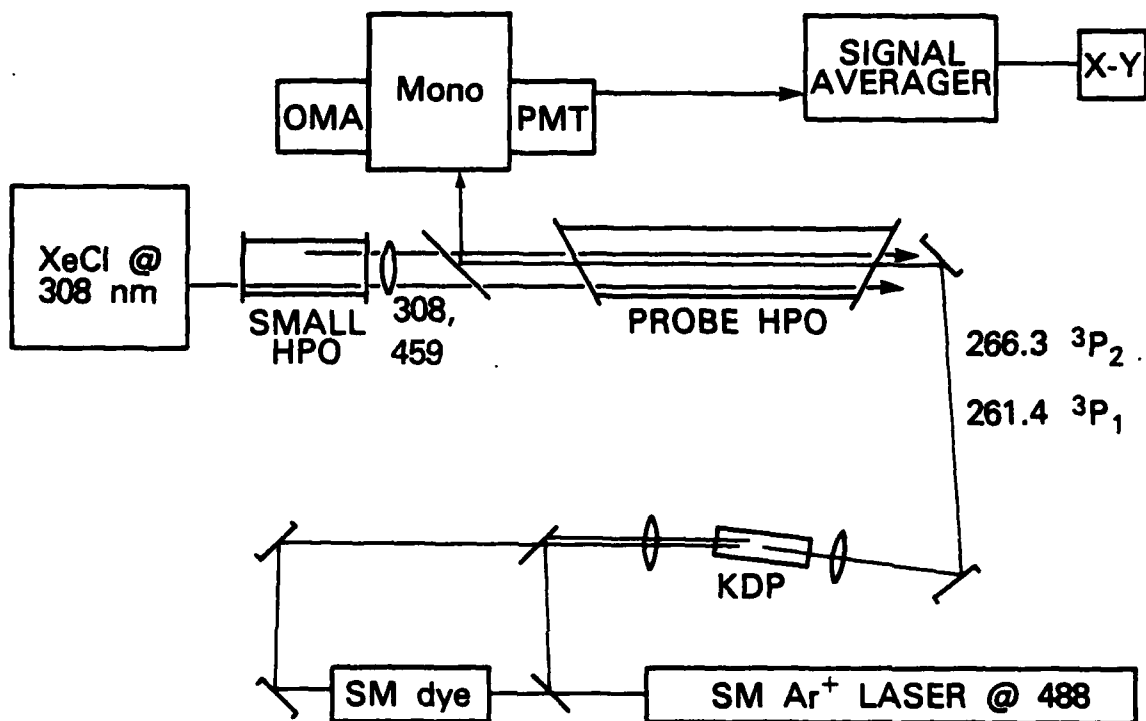 SIGNAL
AVERAGER
X-Y
Mono
OMA
PMT
XeCl @
308 nm
SMALL
HPO
308,
459
PROBE HPO
266.3 ³P₂
261.4 ³P₁
KDP
SM dye
SM Ar⁺ LASER @ 488